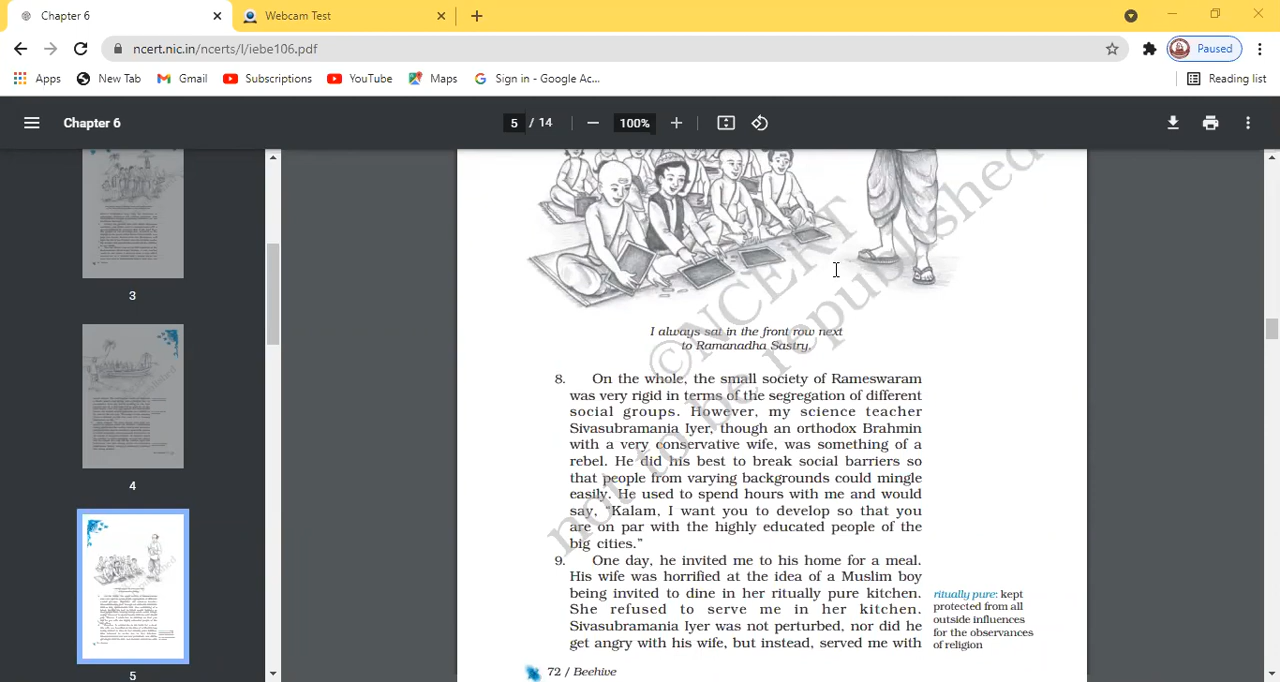 Chapter 6
Webcam Test
ncert.nic.in/ncerts/l/iebe106.pdf
Paused
Apps
New Tab
Gmail
Subscriptions
YouTube
Maps
Sign in - Google Ac...
Reading list
Chapter 6
5 / 14
100%
3
4
5
©NCERT
not to be republished
I always sat in the front row next
to Ramanadha Sastry.
8. On the whole, the small society of Rameswaram
was very rigid in terms of the segregation of different
social groups. However, my science teacher
Sivasubramania Iyer, though an orthodox Brahmin
with a very conservative wife, was something of a
rebel. He did his best to break social barriers so
that people from varying backgrounds could mingle
easily. He used to spend hours with me and would
say, “Kalam, I want you to develop so that you
are on par with the highly educated people of the
big cities.”
9. One day, he invited me to his home for a meal.
His wife was horrified at the idea of a Muslim boy
being invited to dine in her ritually pure kitchen.
She refused to serve me in her kitchen.
Sivasubramania Iyer was not perturbed, nor did he
get angry with his wife, but instead, served me with
ritually pure: kept
protected from all
outside influences
for the observances
of religion
72 / Beehive